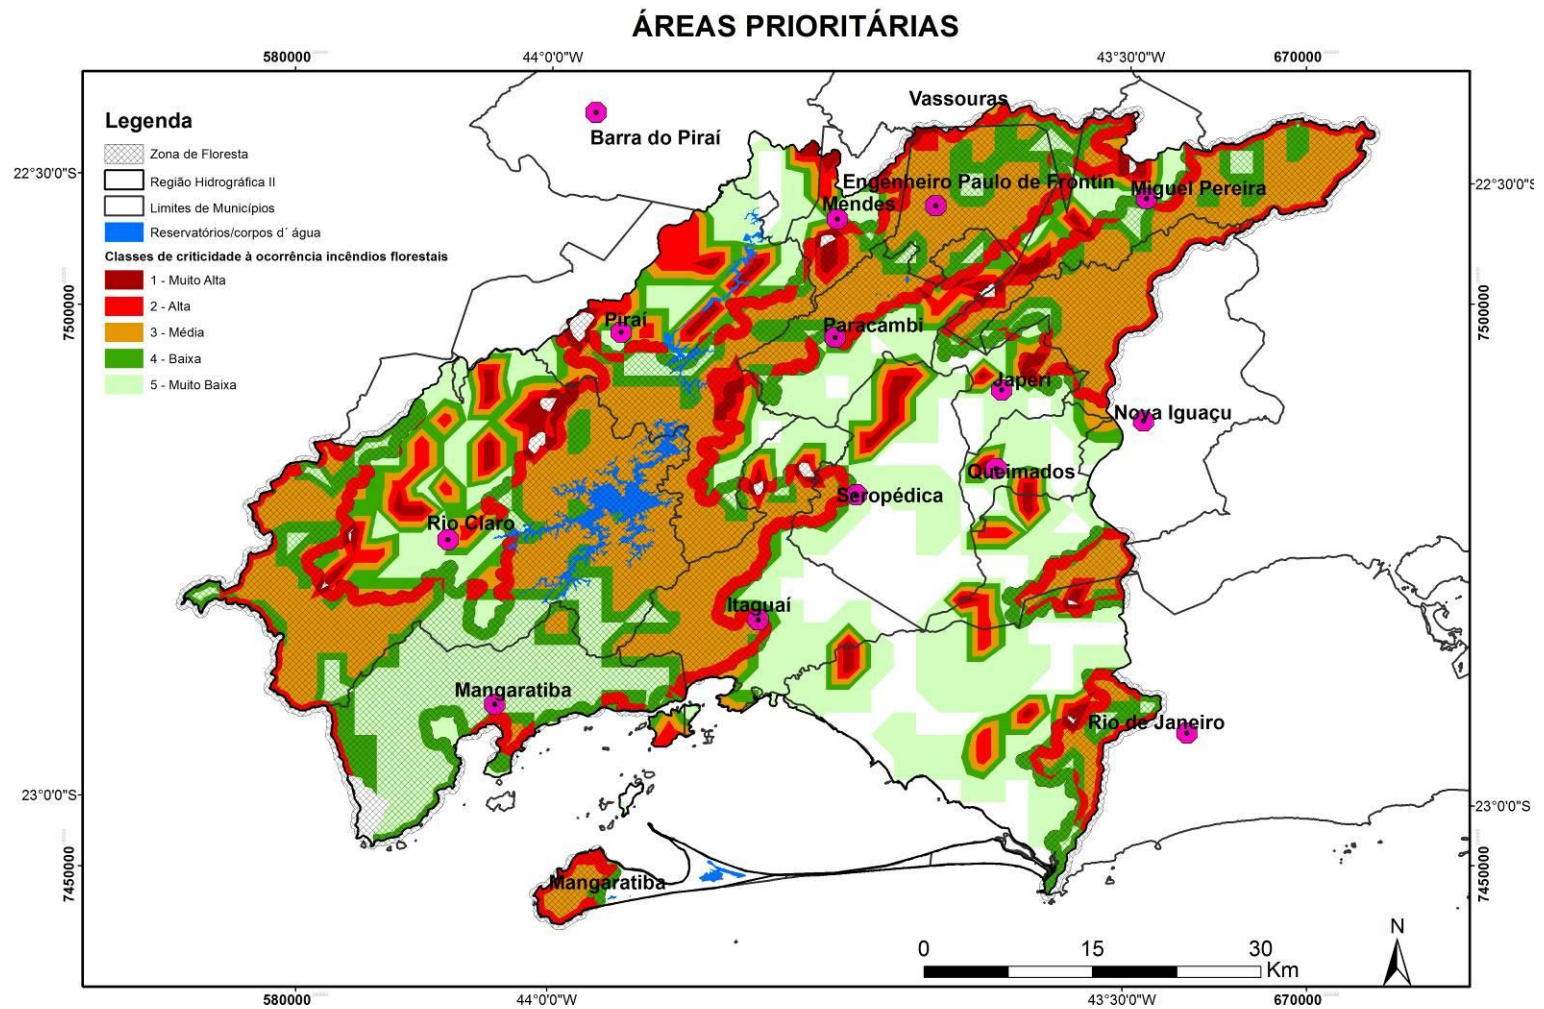 ÁREAS PRIORITÁRIAS
580000
44°0'0"W
43°30'0"W
670000
Legenda
Zona de Floresta
Região Hidrográfica II
Limites de Municípios
Reservatórios/corpos d´ água
Classes de criticidade à ocorrência incêndios florestais
1 - Muito Alta
2 - Alta
3 - Média
4 - Baixa
5 - Muito Baixa
22°30'0"S
22°30'0"S
7500000
7500000
23°0'0"S
23°0'0"S
7450000
7450000
Vassouras
Barra do Piraí
Engenheiro Paulo de Frontin
Miguel Pereira
Mendes
Piraí
Paracambi
Japeri
Nova Iguaçu
Queimados
Seropédica
Rio Claro
Itaguaí
Mangaratiba
Rio de Janeiro
Mangaratiba
N
0
15
30
Km
580000
44°0'0"W
43°30'0"W
670000